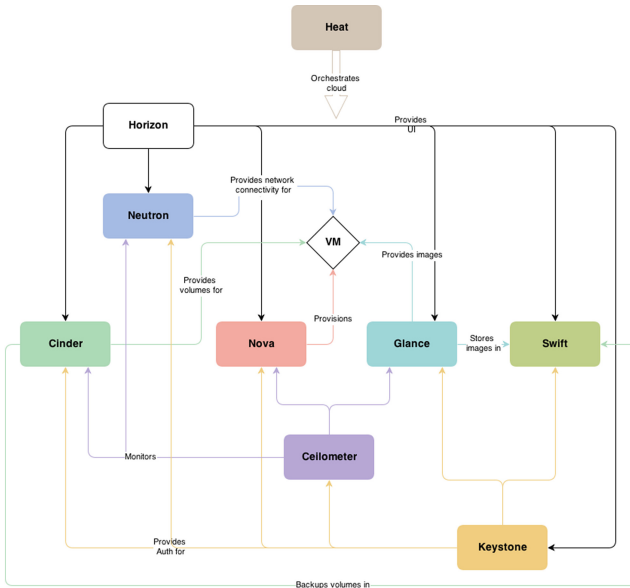 Heat
Orchestrates
cloud
Horizon
Provides
UI
Neutron
Provides network
connectivity for
VM
Provides images
Provides
volumes for
Provisions
Cinder
Nova
Glance
Stores
images in
Swift
Ceilometer
Monitors
Provides
Auth for
Keystone
Backups volumes in